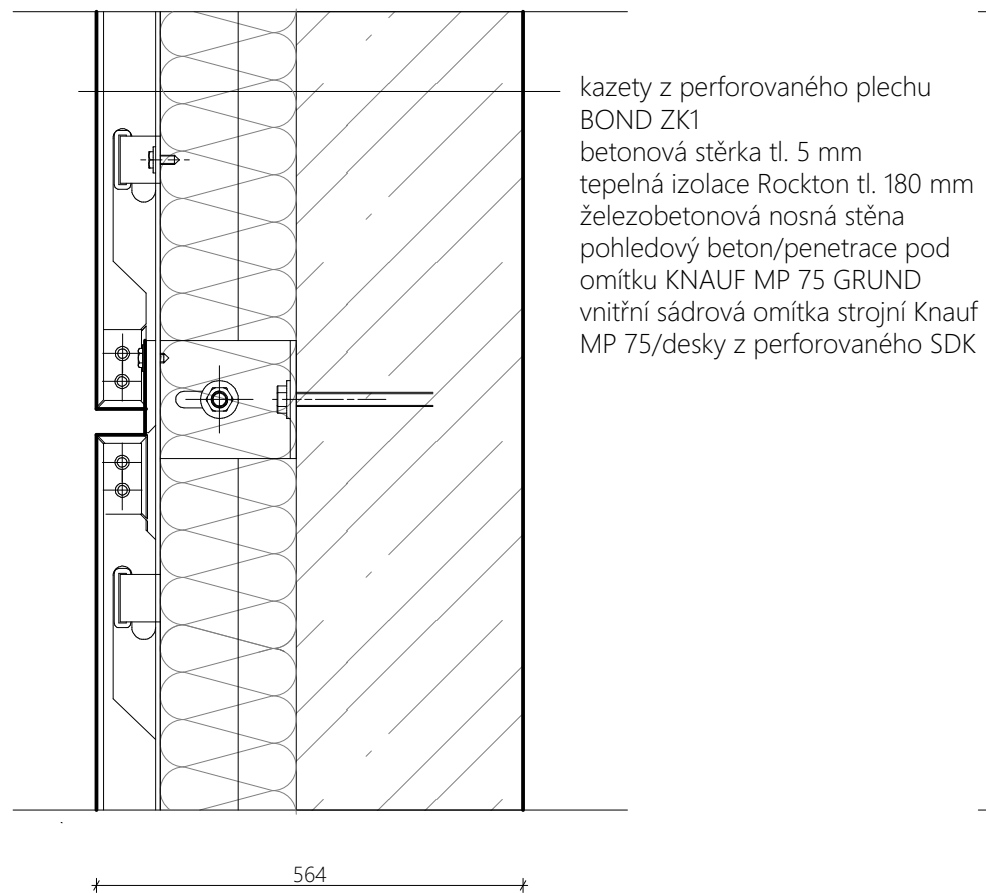 kazety z perforovaného plechu
BOND ZK1
betonová stěrka tl. 5 mm
tepelná izolace Rockton tl. 180 mm
železobetonová nosná stěna
pohledový beton/penetrace pod
omítku KNAUF MP 75 GRUND
vnitřní sádrová omítka strojní Knauf
MP 75/desky z perforovaného SDK
564